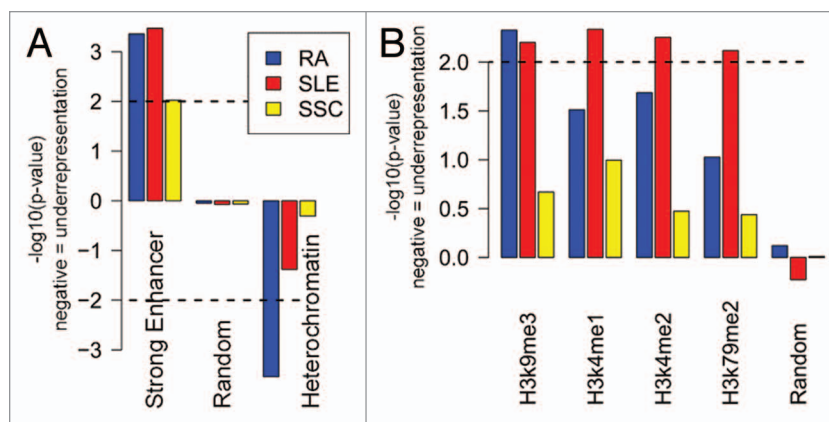 A
-log10(p-value)
negative = underrepresentation
3
2
1
0
−1
−2
−3
RA
SLE
SSC
Strong Enhancer
Random
Heterochromatin
B
-log10(p-value)
negative = underrepresentation
2.0
1.5
1.0
0.5
0.0
H3k9me3
H3k4me1
H3k4me2
H3k79me2
Random